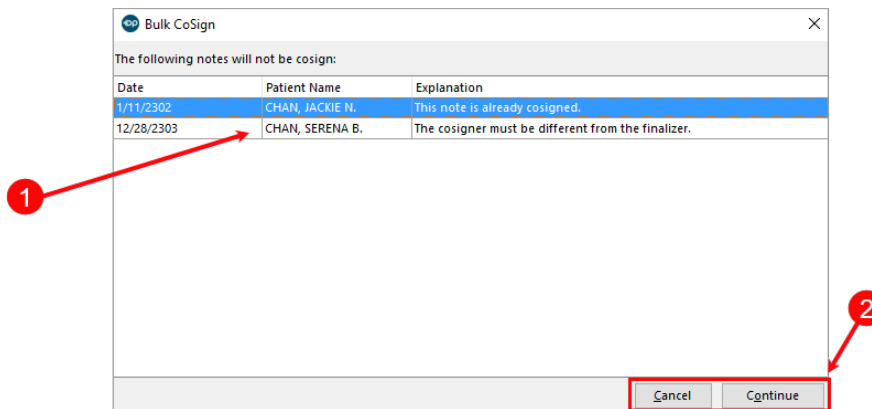 op Bulk CoSign
The following notes will not be cosign:
Date Patient Name Explanation
1/11/2302 CHAN, JACKIE N. This note is already cosigned.
12/28/2303 CHAN, SERENA B. The cosigner must be different from the finalizer.
1
2
Cancel Continue